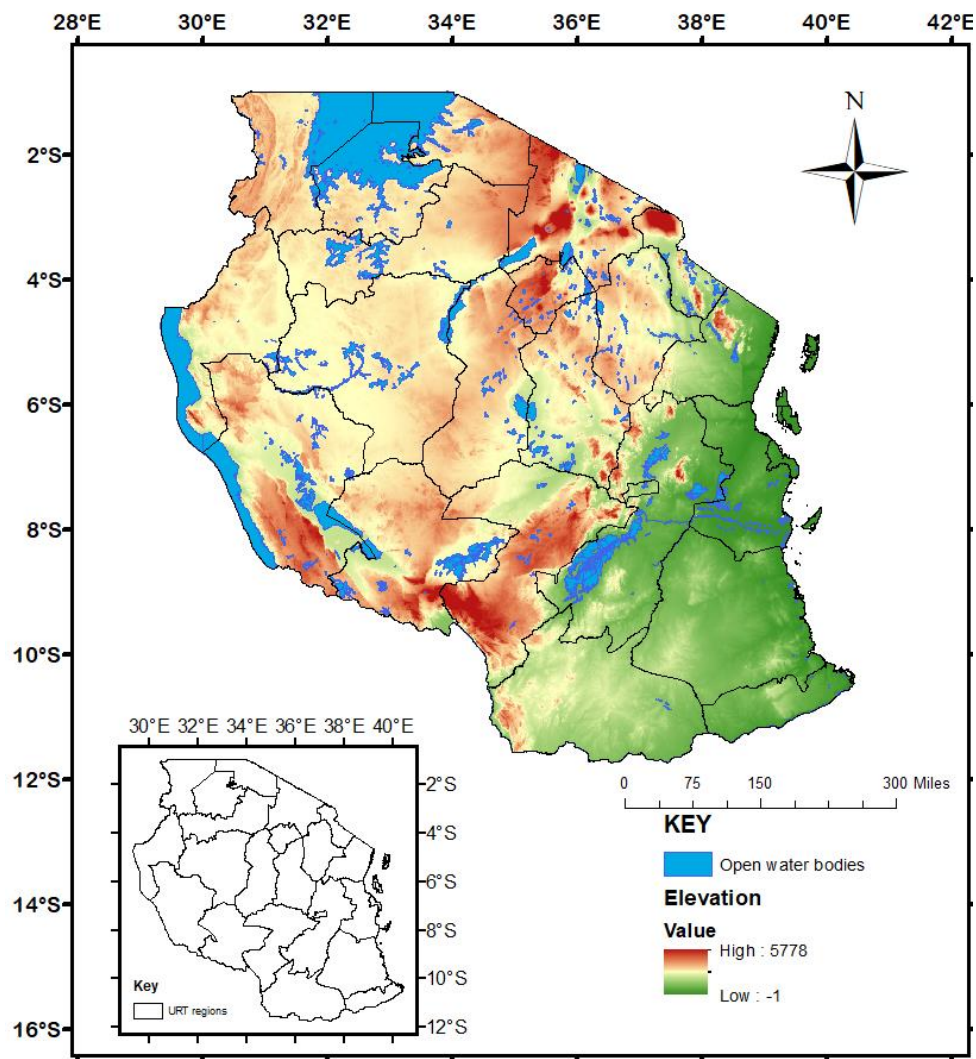 28°E 30°E 32°E 34°E 36°E 38°E 40°E 42°E
N
2°S
4°S
6°S
8°S
10°S
12°S
14°S
16°S
0 75 150 300 Miles
KEY
Open water bodies
Elevation
Value
High : 5778
Low : -1
30°E 32°E 34°E 36°E 38°E 40°E
2°S
4°S
6°S
8°S
10°S
12°S
Key
URT regions